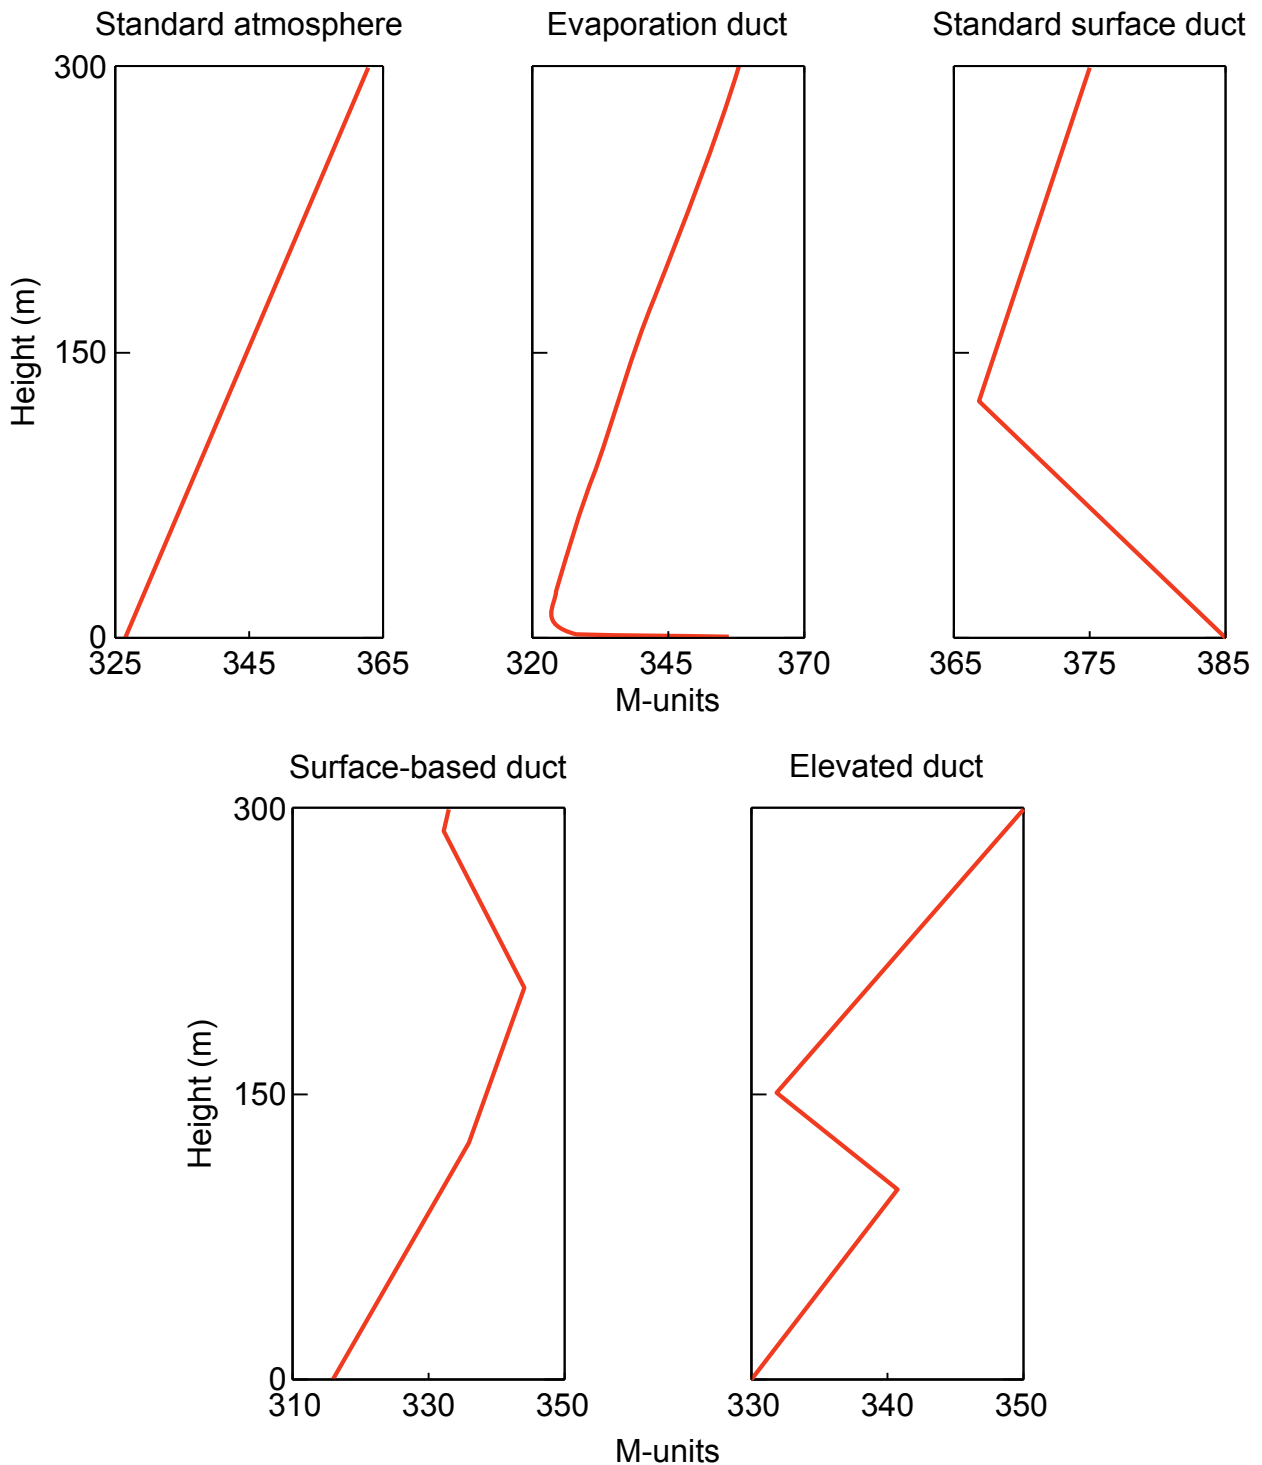 Standard atmosphere
Evaporation duct
Standard surface duct
300
150
0
Height (m)
325 345 365
320 345 370
365 375 385
M-units
Surface-based duct
Elevated duct
300
150
0
Height (m)
310 330 350
330 340 350
M-units